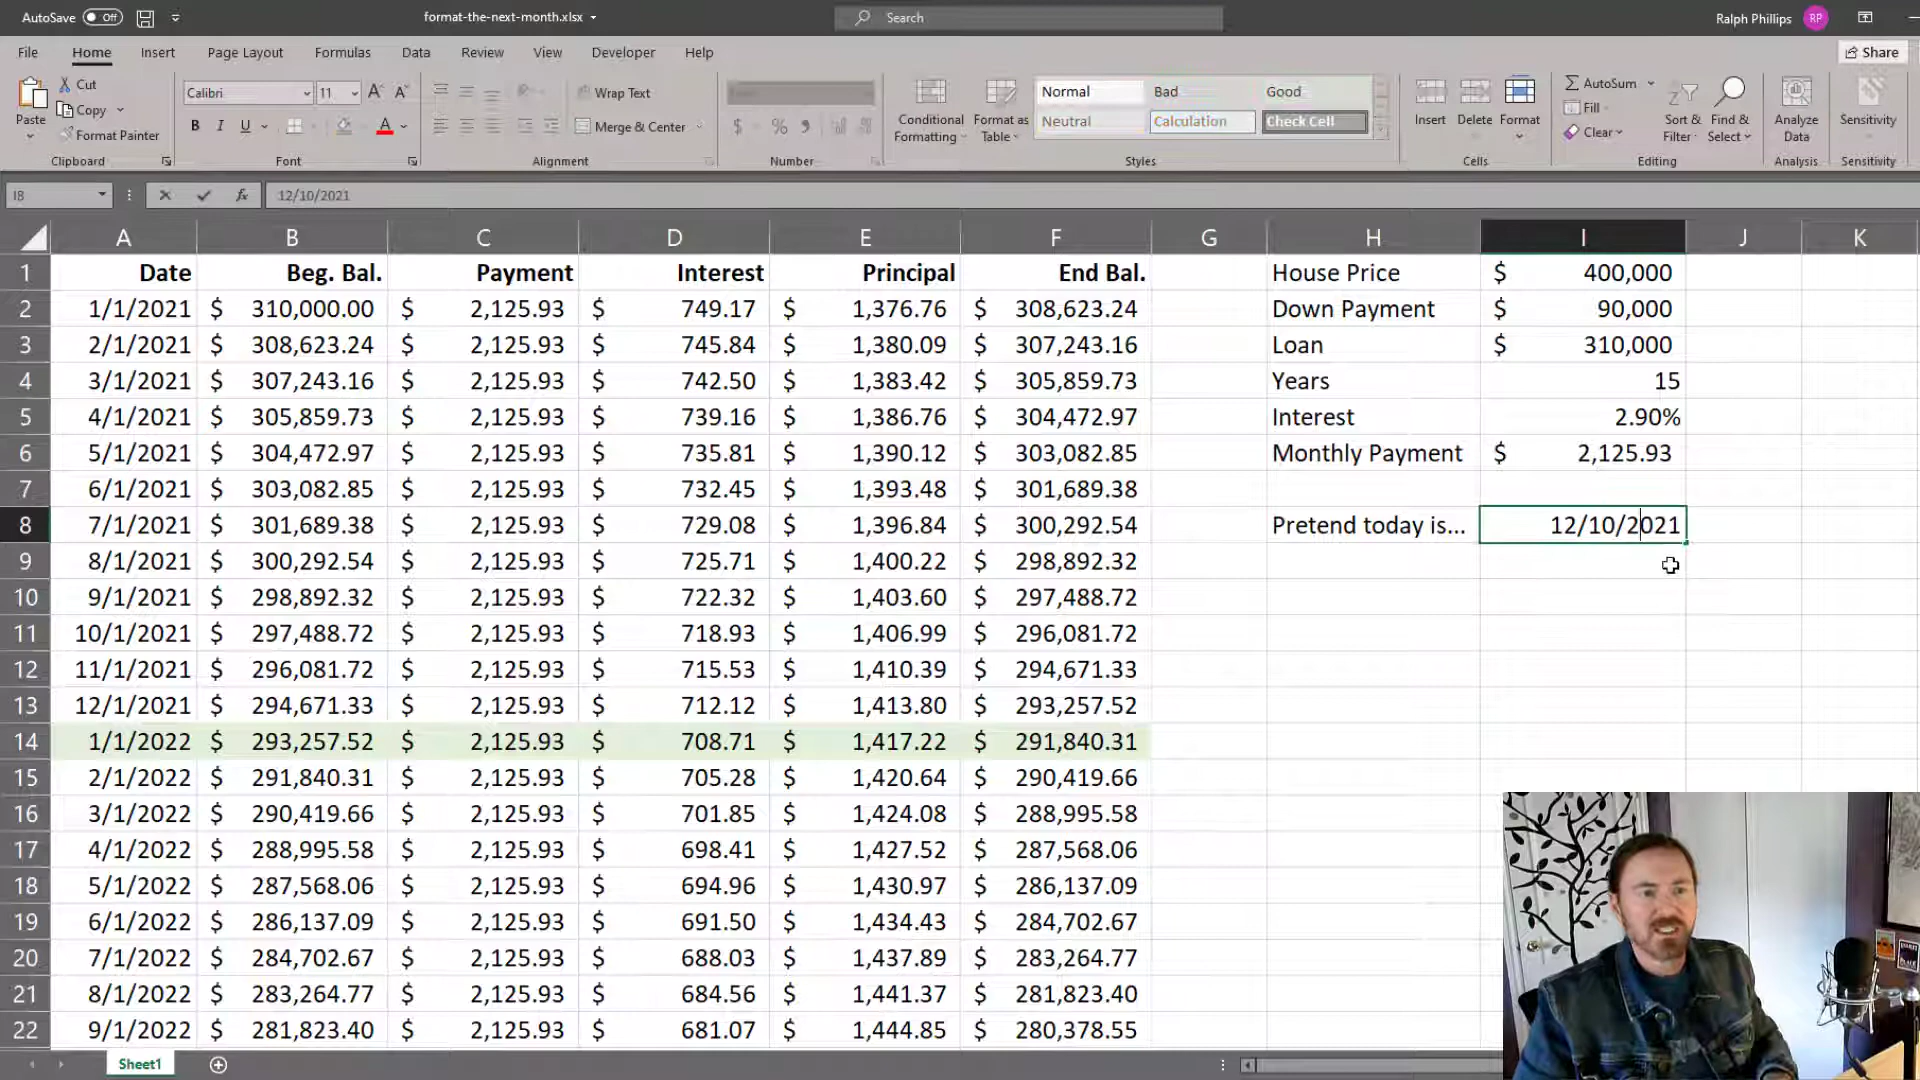 AutoSave Off format-the-next-month.xlsx Search Ralph Phillips RP
File Home Insert Page Layout Formulas Data Review View Developer Help Share
Paste Cut Copy Format Painter Clipboard
Calibri 11 B I U Font
Wrap Text Merge & Center Alignment
$ % Number
Conditional Formatting Format as Table Normal Bad Good Neutral Calculation Check Cell Styles
Insert Delete Format Cells
AutoSum Fill Clear Sort & Filter Find & Select Editing
Analyze Data Analysis
Sensitivity Sensitivity
I8 fx 12/10/2021
A B C D E F G H I J K
1 Date Beg. Bal. Payment Interest Principal End Bal. House Price $ 400,000
2 1/1/2021 $ 310,000.00 $ 2,125.93 $ 749.17 $ 1,376.76 $ 308,623.24 Down Payment $ 90,000
3 2/1/2021 $ 308,623.24 $ 2,125.93 $ 745.84 $ 1,380.09 $ 307,243.16 Loan $ 310,000
4 3/1/2021 $ 307,243.16 $ 2,125.93 $ 742.50 $ 1,383.42 $ 305,859.73 Years 15
5 4/1/2021 $ 305,859.73 $ 2,125.93 $ 739.16 $ 1,386.76 $ 304,472.97 Interest 2.90%
6 5/1/2021 $ 304,472.97 $ 2,125.93 $ 735.81 $ 1,390.12 $ 303,082.85 Monthly Payment $ 2,125.93
7 6/1/2021 $ 303,082.85 $ 2,125.93 $ 732.45 $ 1,393.48 $ 301,689.38
8 7/1/2021 $ 301,689.38 $ 2,125.93 $ 729.08 $ 1,396.84 $ 300,292.54 Pretend today is... 12/10/2021
9 8/1/2021 $ 300,292.54 $ 2,125.93 $ 725.71 $ 1,400.22 $ 298,892.32
10 9/1/2021 $ 298,892.32 $ 2,125.93 $ 722.32 $ 1,403.60 $ 297,488.72
11 10/1/2021 $ 297,488.72 $ 2,125.93 $ 718.93 $ 1,406.99 $ 296,081.72
12 11/1/2021 $ 296,081.72 $ 2,125.93 $ 715.53 $ 1,410.39 $ 294,671.33
13 12/1/2021 $ 294,671.33 $ 2,125.93 $ 712.12 $ 1,413.80 $ 293,257.52
14 1/1/2022 $ 293,257.52 $ 2,125.93 $ 708.71 $ 1,417.22 $ 291,840.31
15 2/1/2022 $ 291,840.31 $ 2,125.93 $ 705.28 $ 1,420.64 $ 290,419.66
16 3/1/2022 $ 290,419.66 $ 2,125.93 $ 701.85 $ 1,424.08 $ 288,995.58
17 4/1/2022 $ 288,995.58 $ 2,125.93 $ 698.41 $ 1,427.52 $ 287,568.06
18 5/1/2022 $ 287,568.06 $ 2,125.93 $ 694.96 $ 1,430.97 $ 286,137.09
19 6/1/2022 $ 286,137.09 $ 2,125.93 $ 691.50 $ 1,434.43 $ 284,702.67
20 7/1/2022 $ 284,702.67 $ 2,125.93 $ 688.03 $ 1,437.89 $ 283,264.77
21 8/1/2022 $ 283,264.77 $ 2,125.93 $ 684.56 $ 1,441.37 $ 281,823.40
22 9/1/2022 $ 281,823.40 $ 2,125.93 $ 681.07 $ 1,444.85 $ 280,378.55
Sheet1